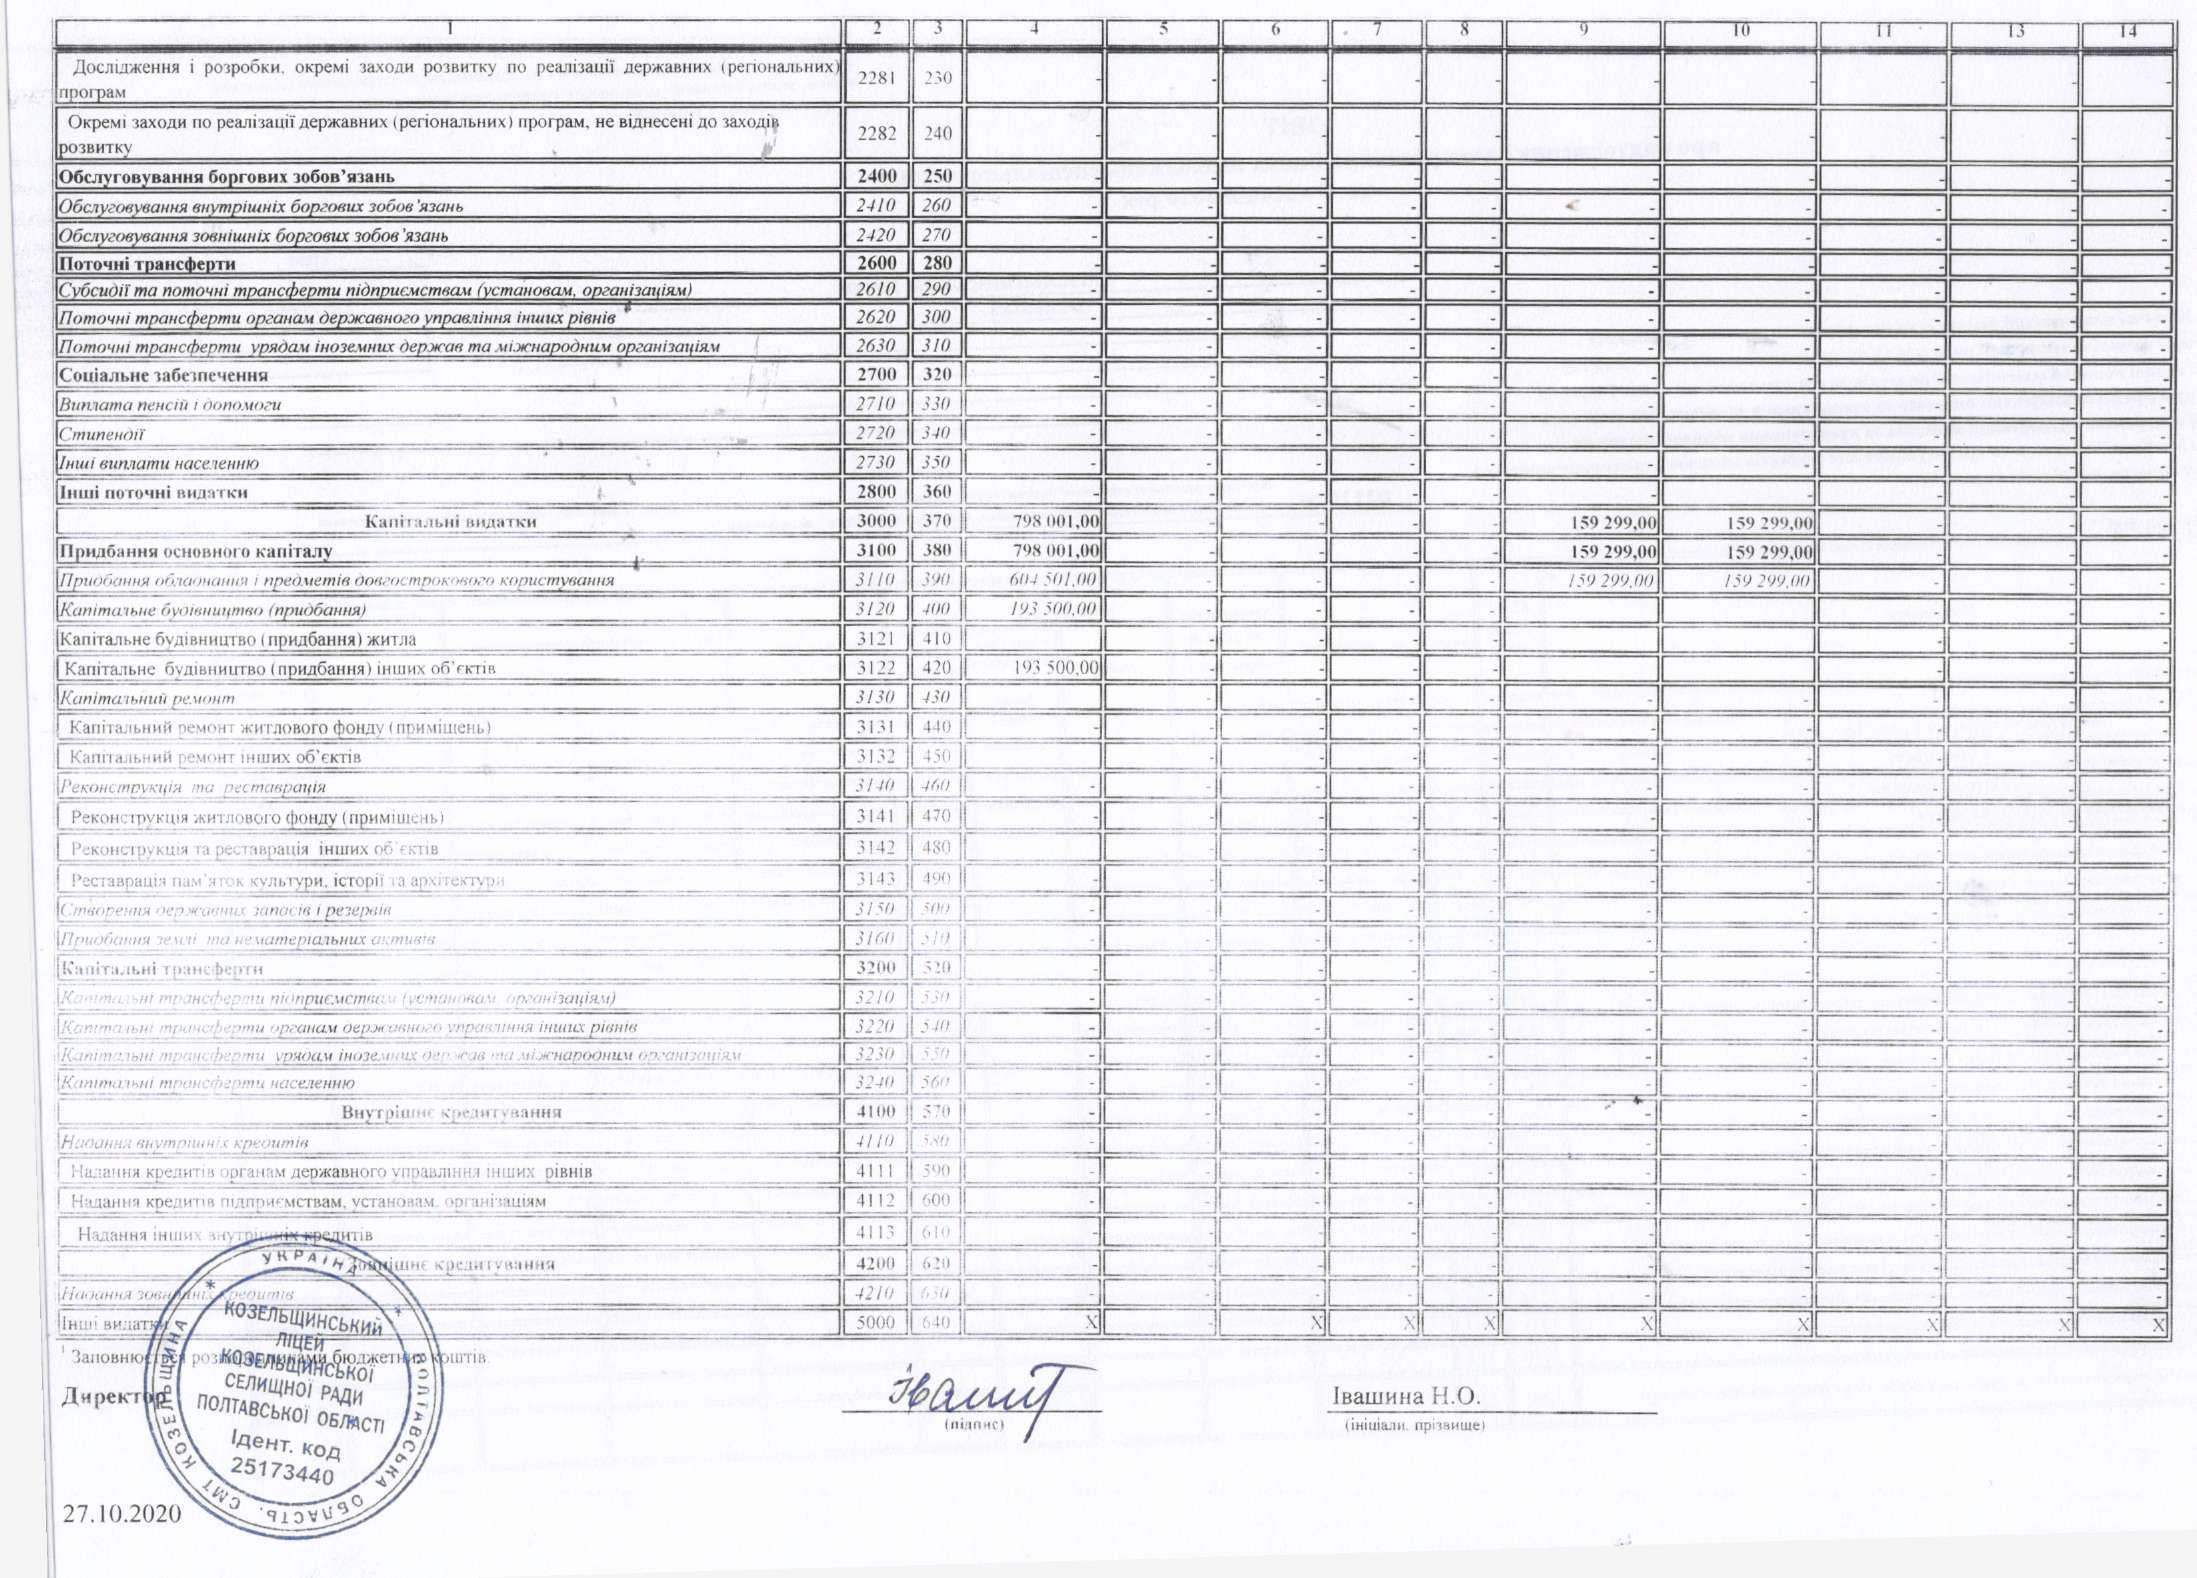 1 2 3 4 5 6 7 8 9 10 11 13 14
Дослідження і розробки, окремі заходи розвитку по реалізації державних (регіональних) 2281 230 - - - - - - - - - -
програм
Окремі заходи по реалізації державних (регіональних) програм, не віднесені до заходів 2282 240 - - - - - - - - - -
розвитку
Обслуговування боргових зобов’язань 2400 250 - - - - - - - - - -
Обслуговування внутрішніх боргових зобов’язань 2410 260 - - - - - - - - - -
Обслуговування зовнішніх боргових зобов’язань 2420 270 - - - - - - - - - -
Поточні трансферти 2600 280 - - - - - - - - - -
Субсидії та поточні трансферти підприємствам (установам, організаціям) 2610 290 - - - - - - - - - -
Поточні трансферти органам державного управління інших рівнів 2620 300 - - - - - - - - - -
Поточні трансферти урядам іноземних держав та міжнародним організаціям 2630 310 - - - - - - - - - -
Соціальне забезпечення 2700 320 - - - - - - - - - -
Виплата пенсій і допомоги 2710 330 - - - - - - - - - -
Стипендії 2720 340 - - - - - - - - - -
Інші виплати населенню 2730 350 - - - - - - - - - -
Інші поточні видатки 2800 360 - - - - - - - - - -
Капітальні видатки 3000 370 798 001,00 - - - - 159 299,00 159 299,00 - - -
Придбання основного капіталу 3100 380 798 001,00 - - - - 159 299,00 159 299,00 - - -
Придбання обладнання і предметів довгострокового користування 3110 390 604 501,00 - - - - 159 299,00 159 299,00 - - -
Капітальне будівництво (придбання) 3120 400 193 500,00 - - - - - - -
Капітальне будівництво (придбання) житла 3121 410 - - - - - - - -
Капітальне будівництво (придбання) інших об’єктів 3122 420 193 500,00 - - - - - - - - -
Капітальний ремонт 3130 430 - - - - - - - - - -
Капітальний ремонт житлового фонду (приміщень) 3131 440 - - - - - - - - - -
Капітальний ремонт інших об’єктів 3132 450 - - - - - - - - - -
Реконструкція та реставрація 3140 460 - - - - - - - - - -
Реконструкція житлового фонду (приміщень) 3141 470 - - - - - - - - - -
Реконструкція та реставрація інших об’єктів 3142 480 - - - - - - - - - -
Реставрація пам’яток культури, історії та архітектури 3143 490 - - - - - - - - - -
Створення державних запасів і резервів 3150 500 - - - - - - - - - -
Придбання землі та нематеріальних активів 3160 510 - - - - - - - - - -
Капітальні трансферти 3200 520 - - - - - - - - - -
Капітальні трансферти підприємствам (установам, організаціям) 3210 530 - - - - - - - - - -
Капітальні трансферти органам державного управління інших рівнів 3220 540 - - - - - - - - - -
Капітальні трансферти урядам іноземних держав та міжнародним організаціям 3230 550 - - - - - - - - - -
Капітальні трансферти населенню 3240 560 - - - - - - - - - -
Внутрішнє кредитування 4100 570 - - - - - - - - - -
Надання внутрішніх кредитів 4110 580 - - - - - - - - - -
Надання кредитів органам державного управління інших рівнів 4111 590 - - - - - - - - - -
Надання кредитів підприємствам, установам, організаціям 4112 600 - - - - - - - - - -
Надання інших внутрішніх кредитів 4113 610 - - - - - - - - - -
Зовнішнє кредитування 4200 620 - - - - - - - - - -
Надання зовнішніх кредитів 4210 630 - - - - - - - - - -
Інші видатки 5000 640 X - X X X X X X X X
1 Заповнюється розпорядниками бюджетних коштів.
Директор Івашина Н.О.
(підпис) (ініціали, прізвище)
УКРАЇНА * ПОЛТАВСЬКА ОБЛАСТЬ. СМТ КОЗЕЛЬЩИНА *
КОЗЕЛЬЩИНСЬКИЙ
ЛІЦЕЙ
КОЗЕЛЬЩИНСЬКОЇ
СЕЛИЩНОЇ РАДИ
ПОЛТАВСЬКОЇ ОБЛАСТІ
Ідент. код
25173440
27.10.2020